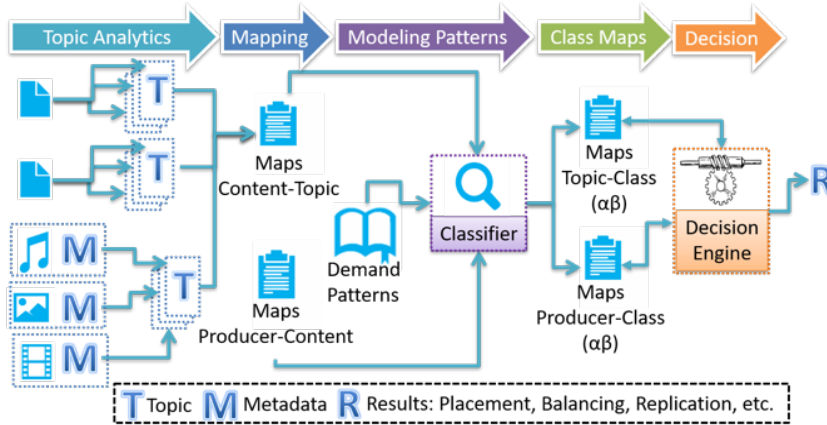 Topic Analytics
Mapping
Modeling Patterns
Class Maps
Decision
T
T
M
M
M
T
Maps
Content-Topic
Maps
Producer-Content
Demand
Patterns
Classifier
Maps
Topic-Class
(αβ)
Maps
Producer-Class
(αβ)
Decision
Engine
R
T Topic M Metadata R Results: Placement, Balancing, Replication, etc.